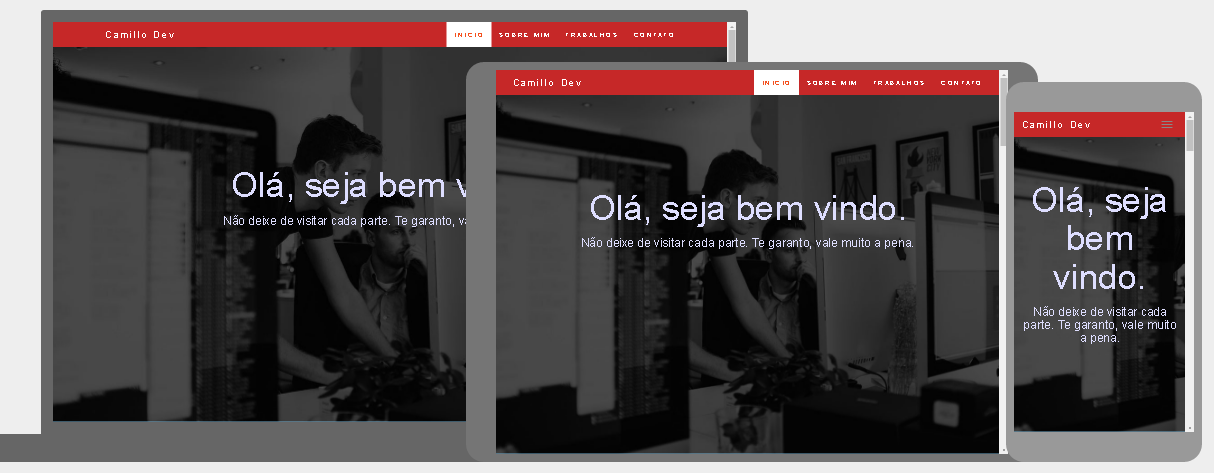 Camillo Dev
INICIO SOBRE MIM TRABALHOS CONTATO
Olá, seja bem v
Não deixe de visitar cada parte. Te garanto, va
Camillo Dev
INICIO SOBRE MIM TRABALHOS CONTATO
Olá, seja bem vindo.
Não deixe de visitar cada parte. Te garanto, vale muito a pena.
Camillo Dev
Olá, seja
bem
vindo.
Não deixe de visitar cada
parte. Te garanto, vale muito
a pena.